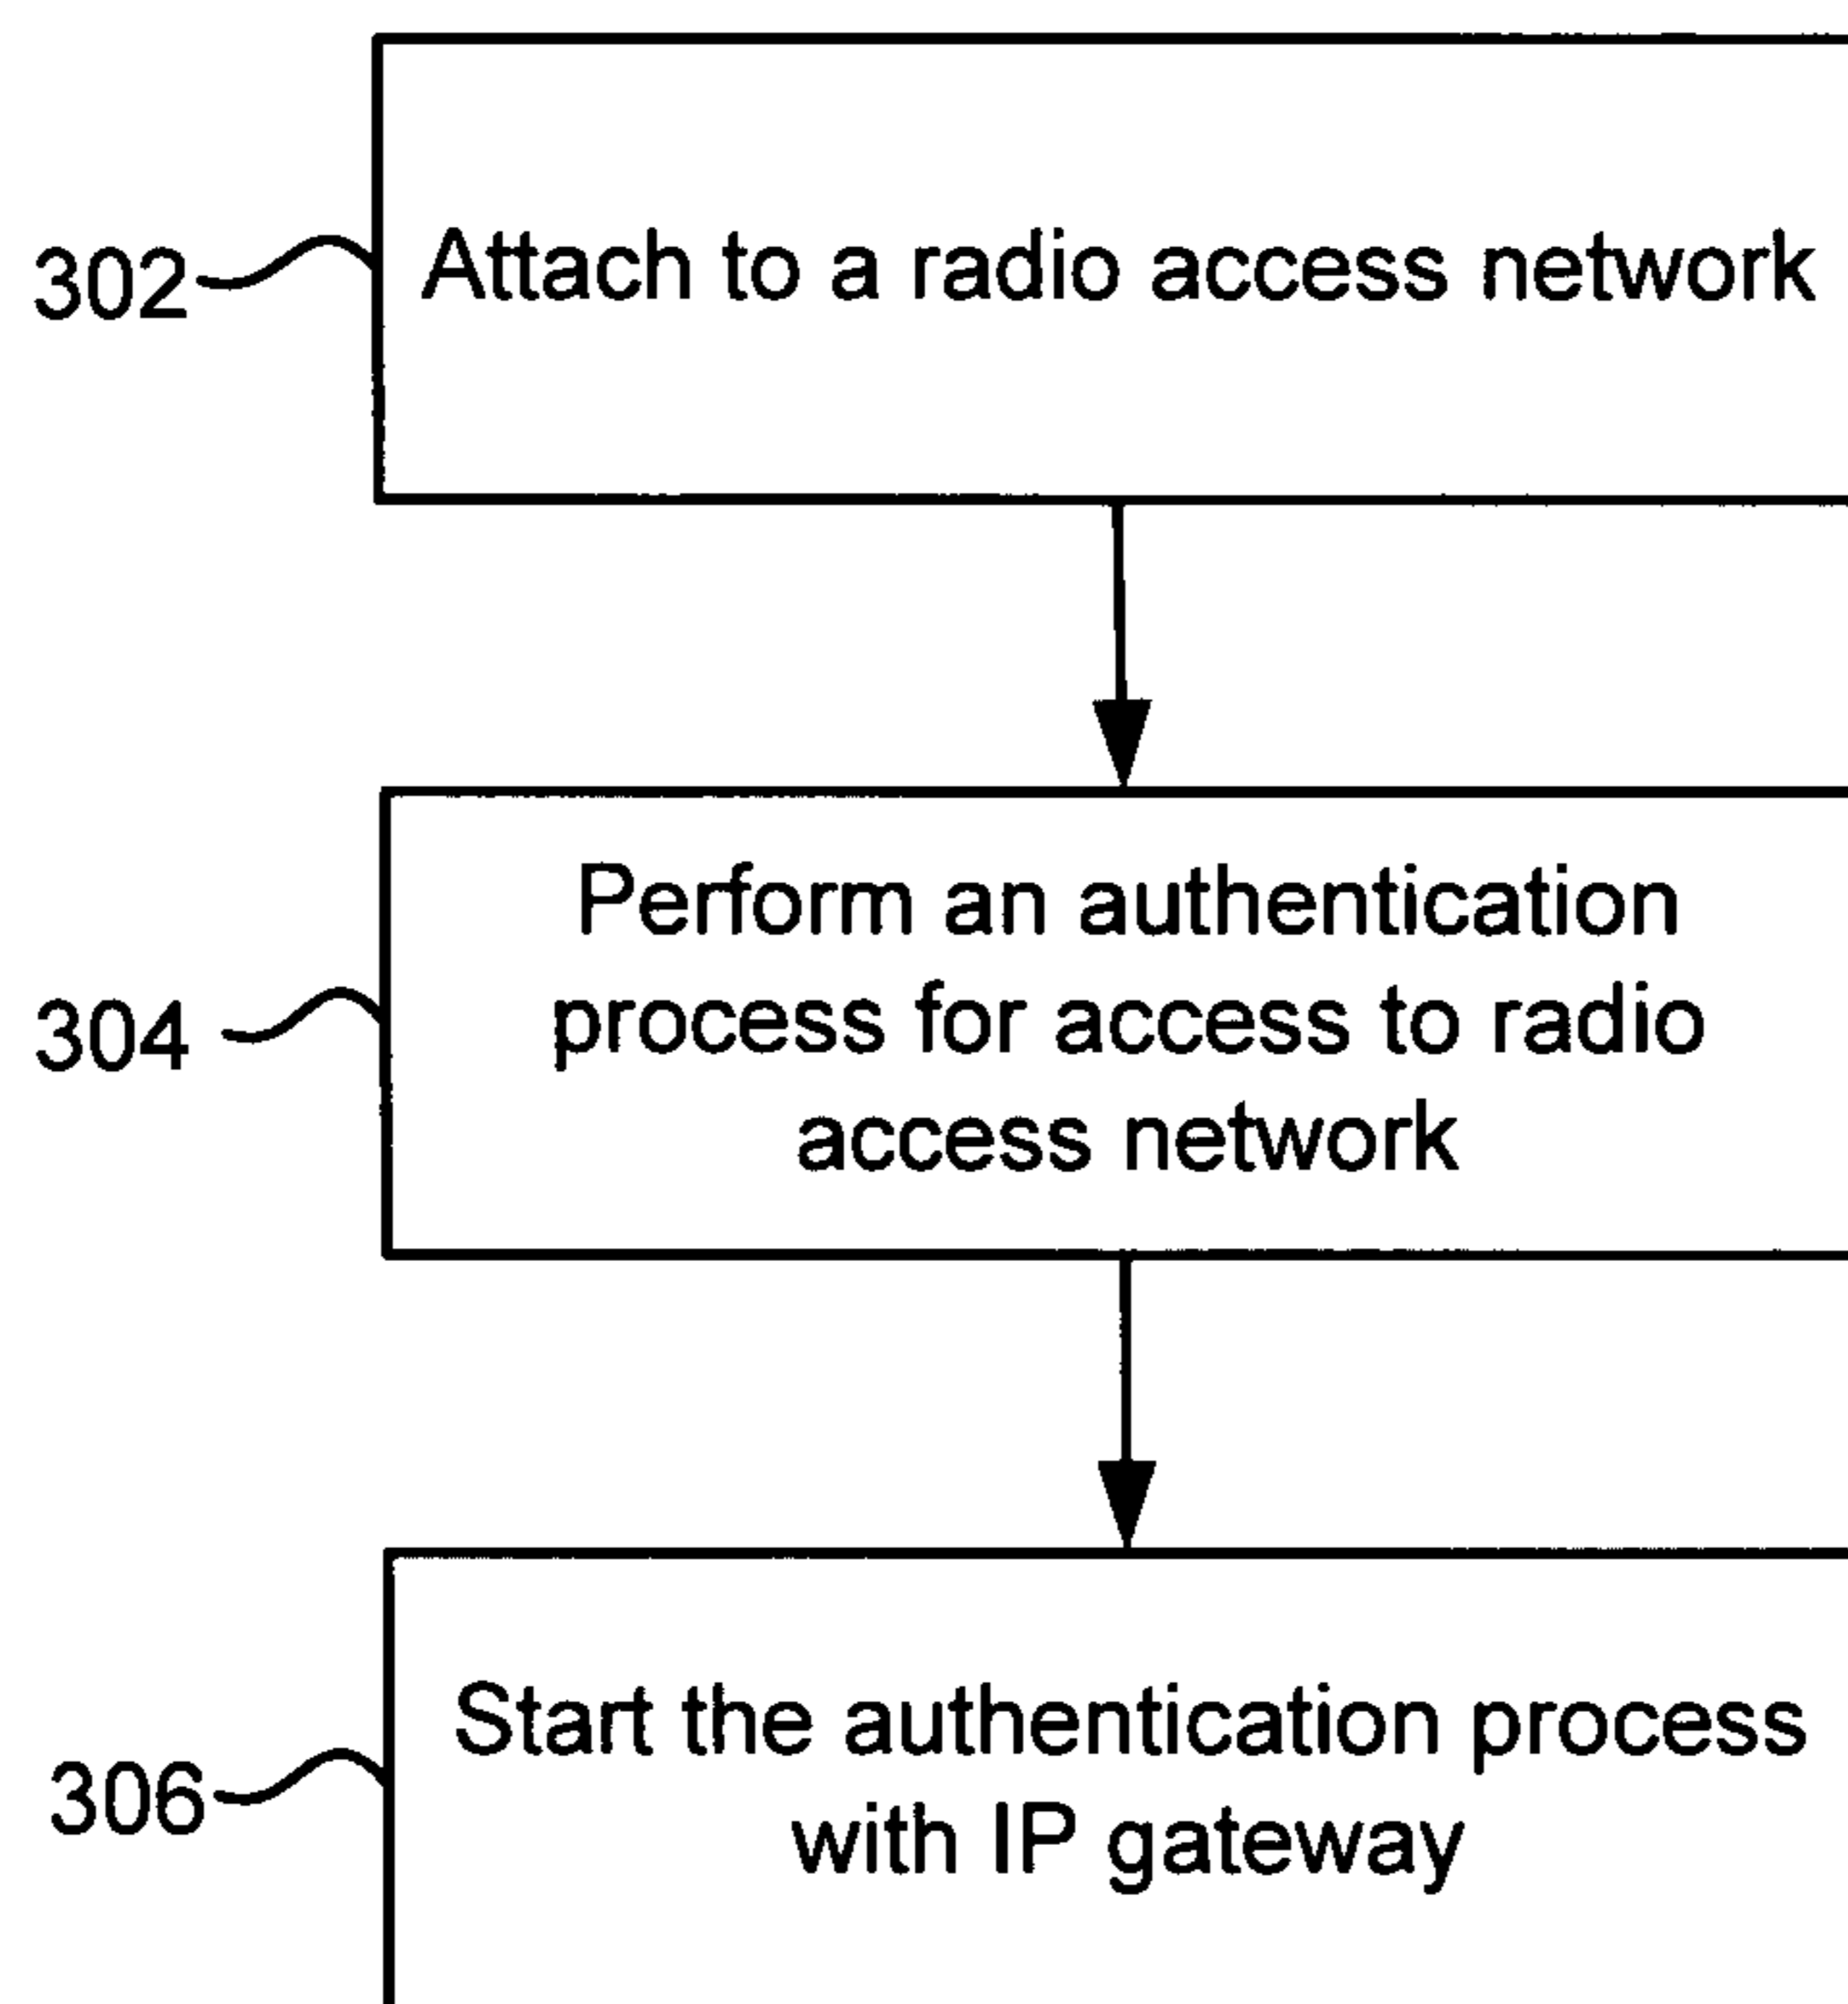 302
Attach to a radio access network
304
Perform an authentication
process for access to radio
access network
306
Start the authentication process
with IP gateway